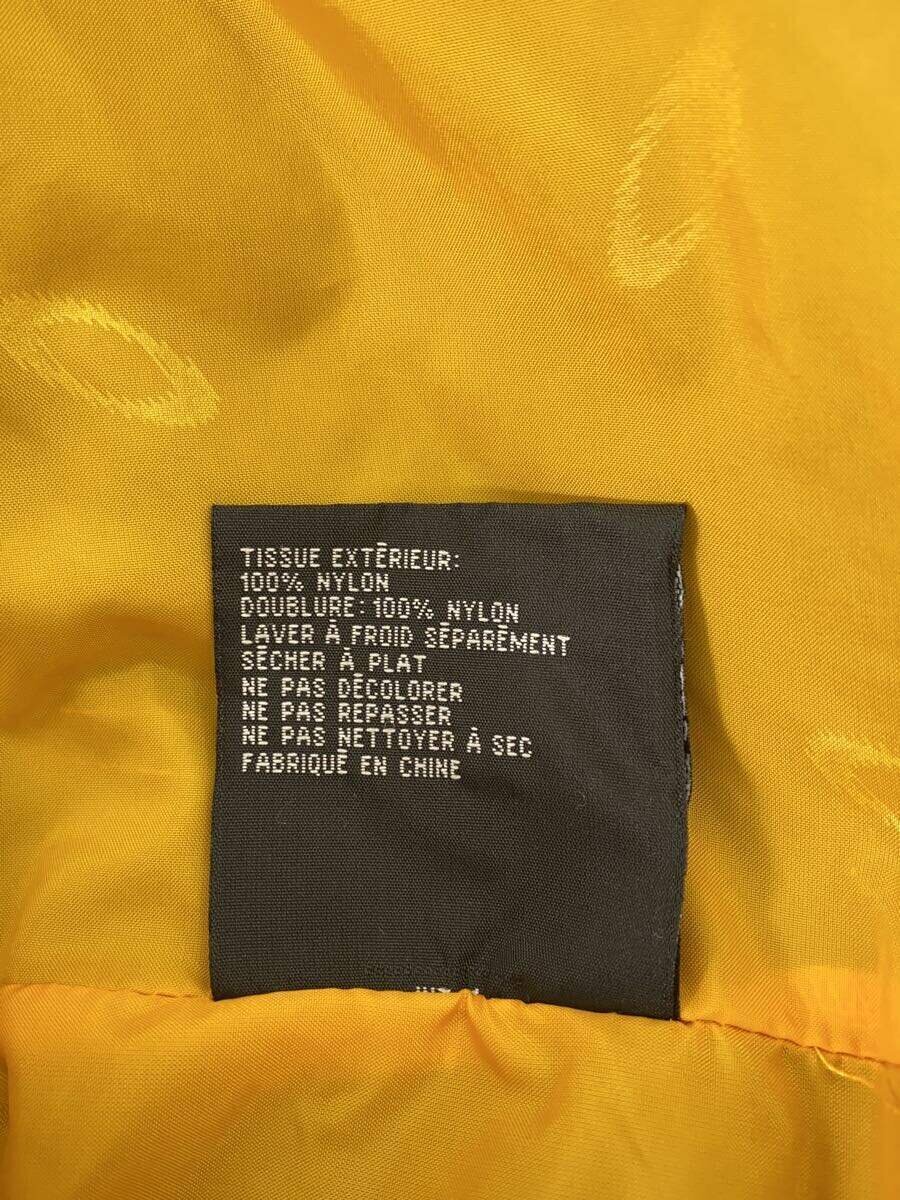 TISSUE EXTÉRIEUR:
100% NYLON
DOUBLURE: 100% NYLON
LAVER À FROID SÉPARÉMENT
SÉCHER À PLAT
NE PAS DÉCOLORER
NE PAS REPASSER
NE PAS NETTOYER À SEC
FABRIQUÉ EN CHINE